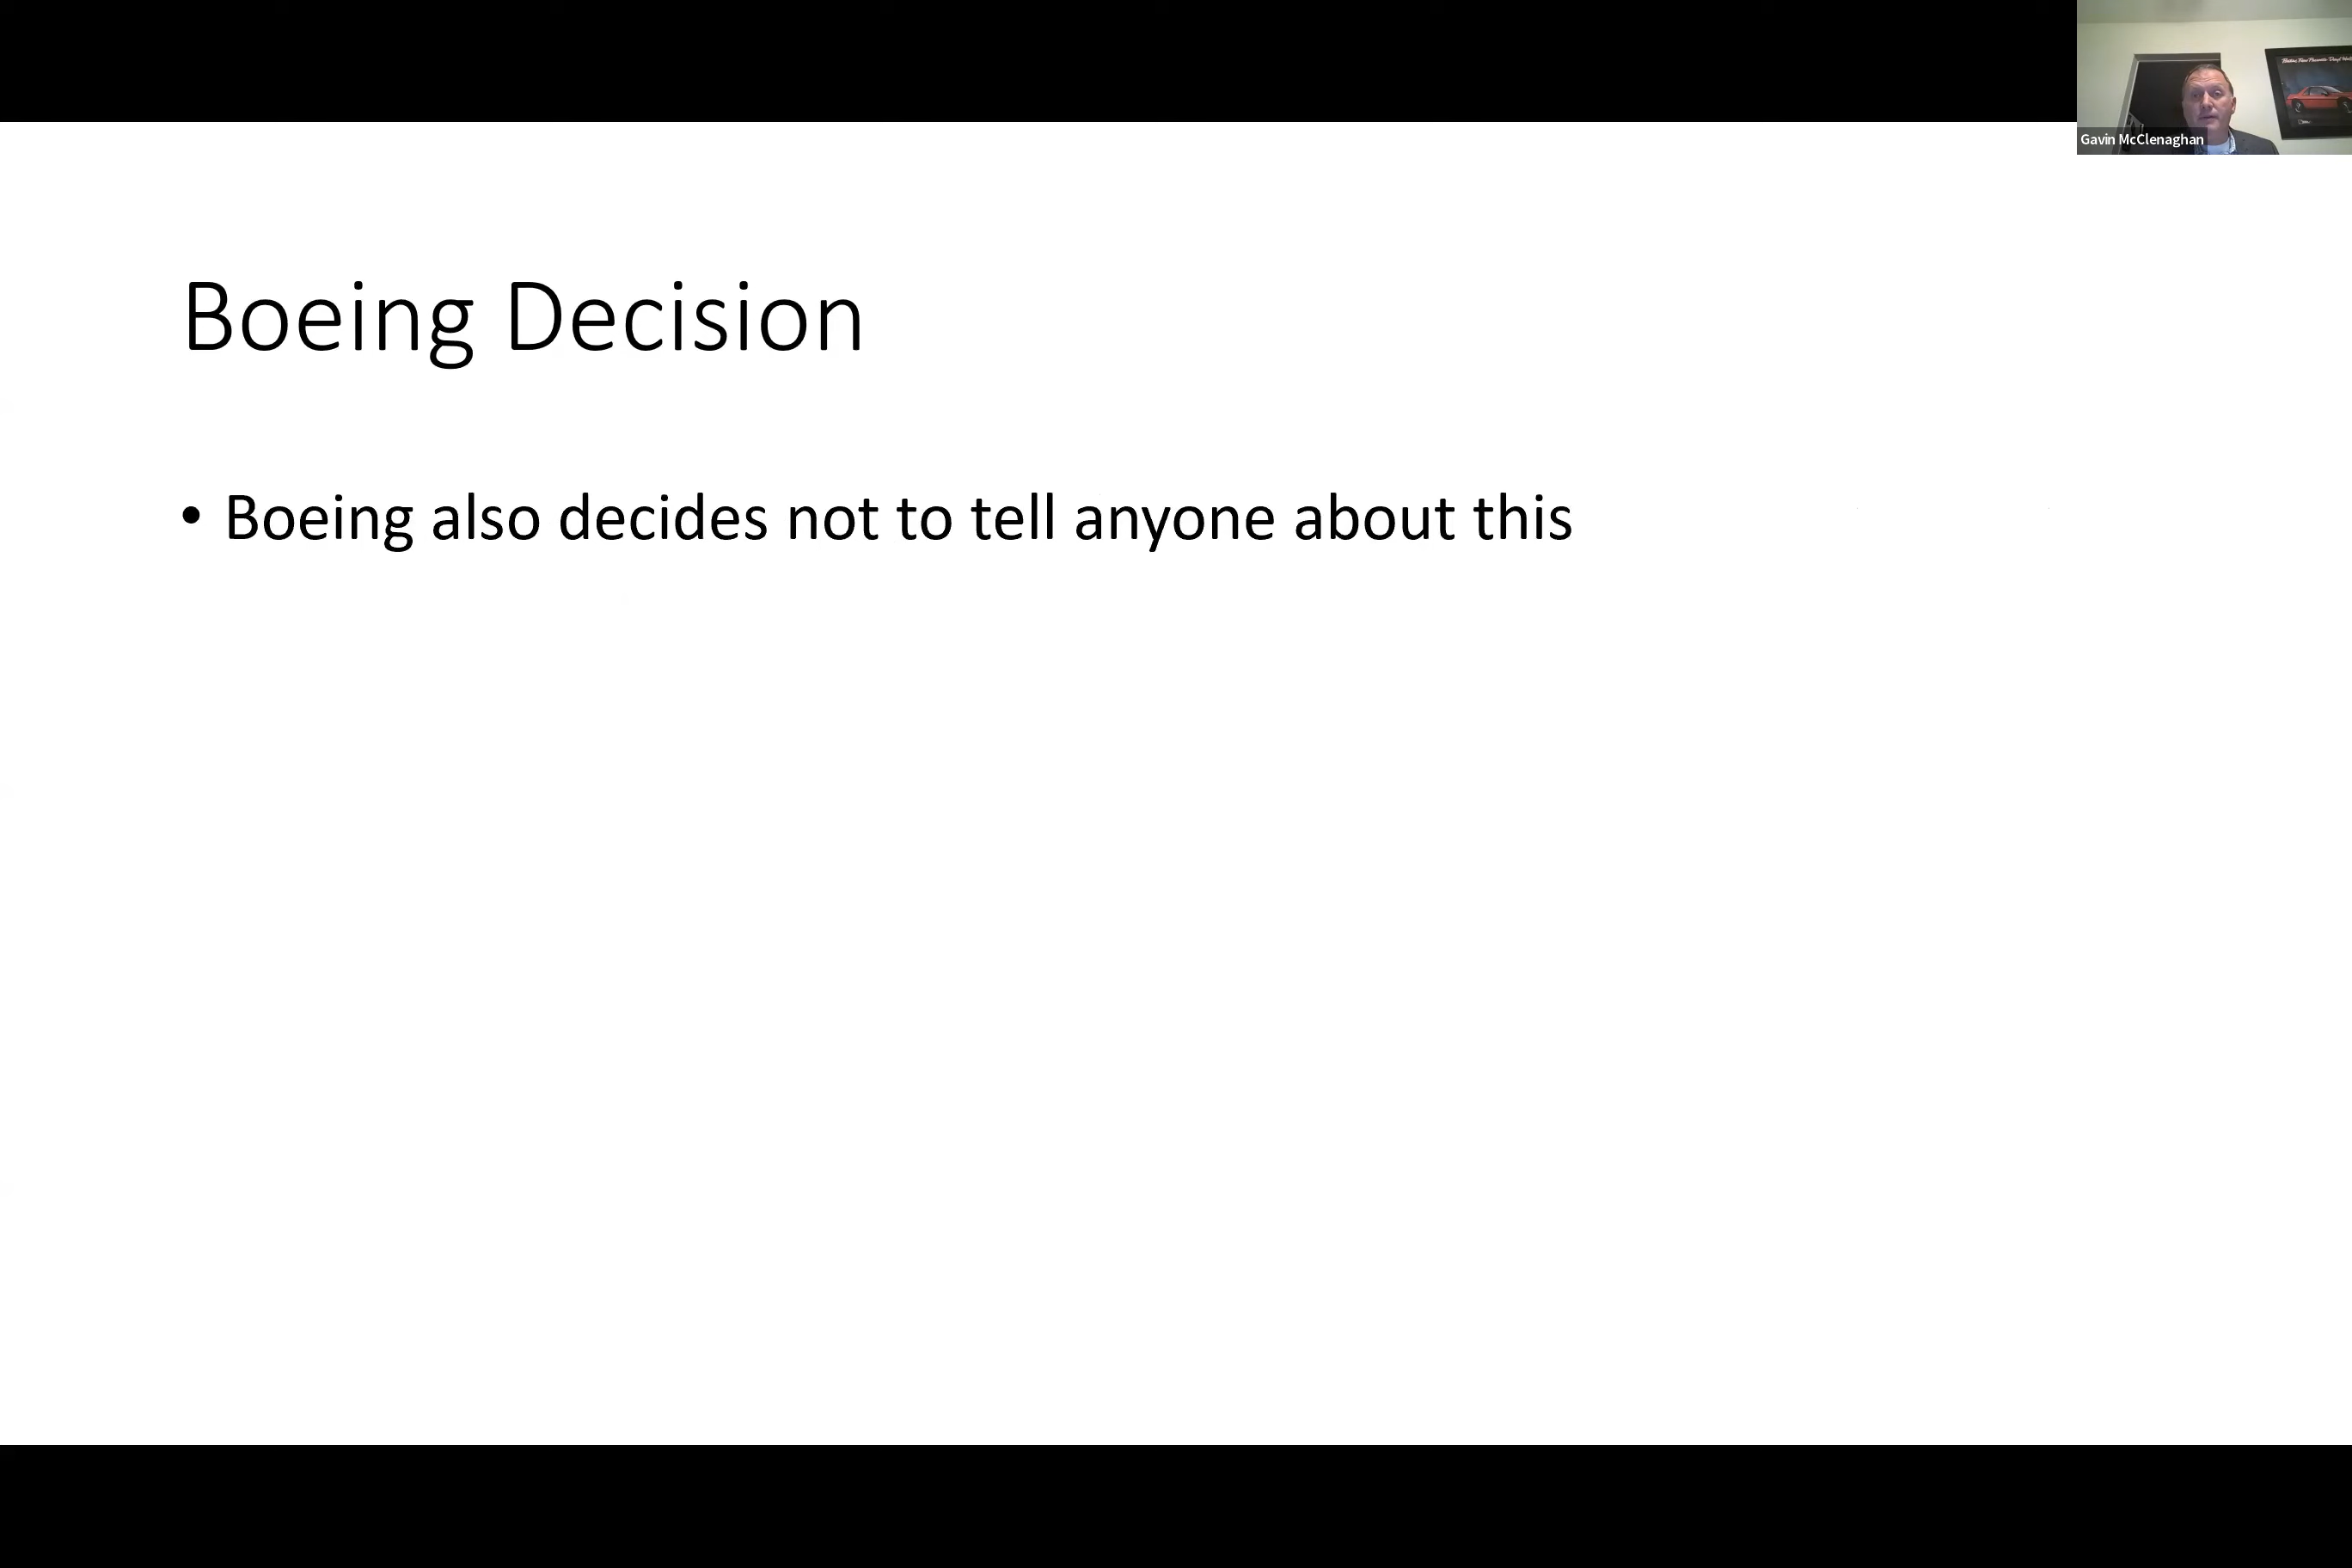 Boeing Decision
• Boeing also decides not to tell anyone about this
Gavin McClenaghan